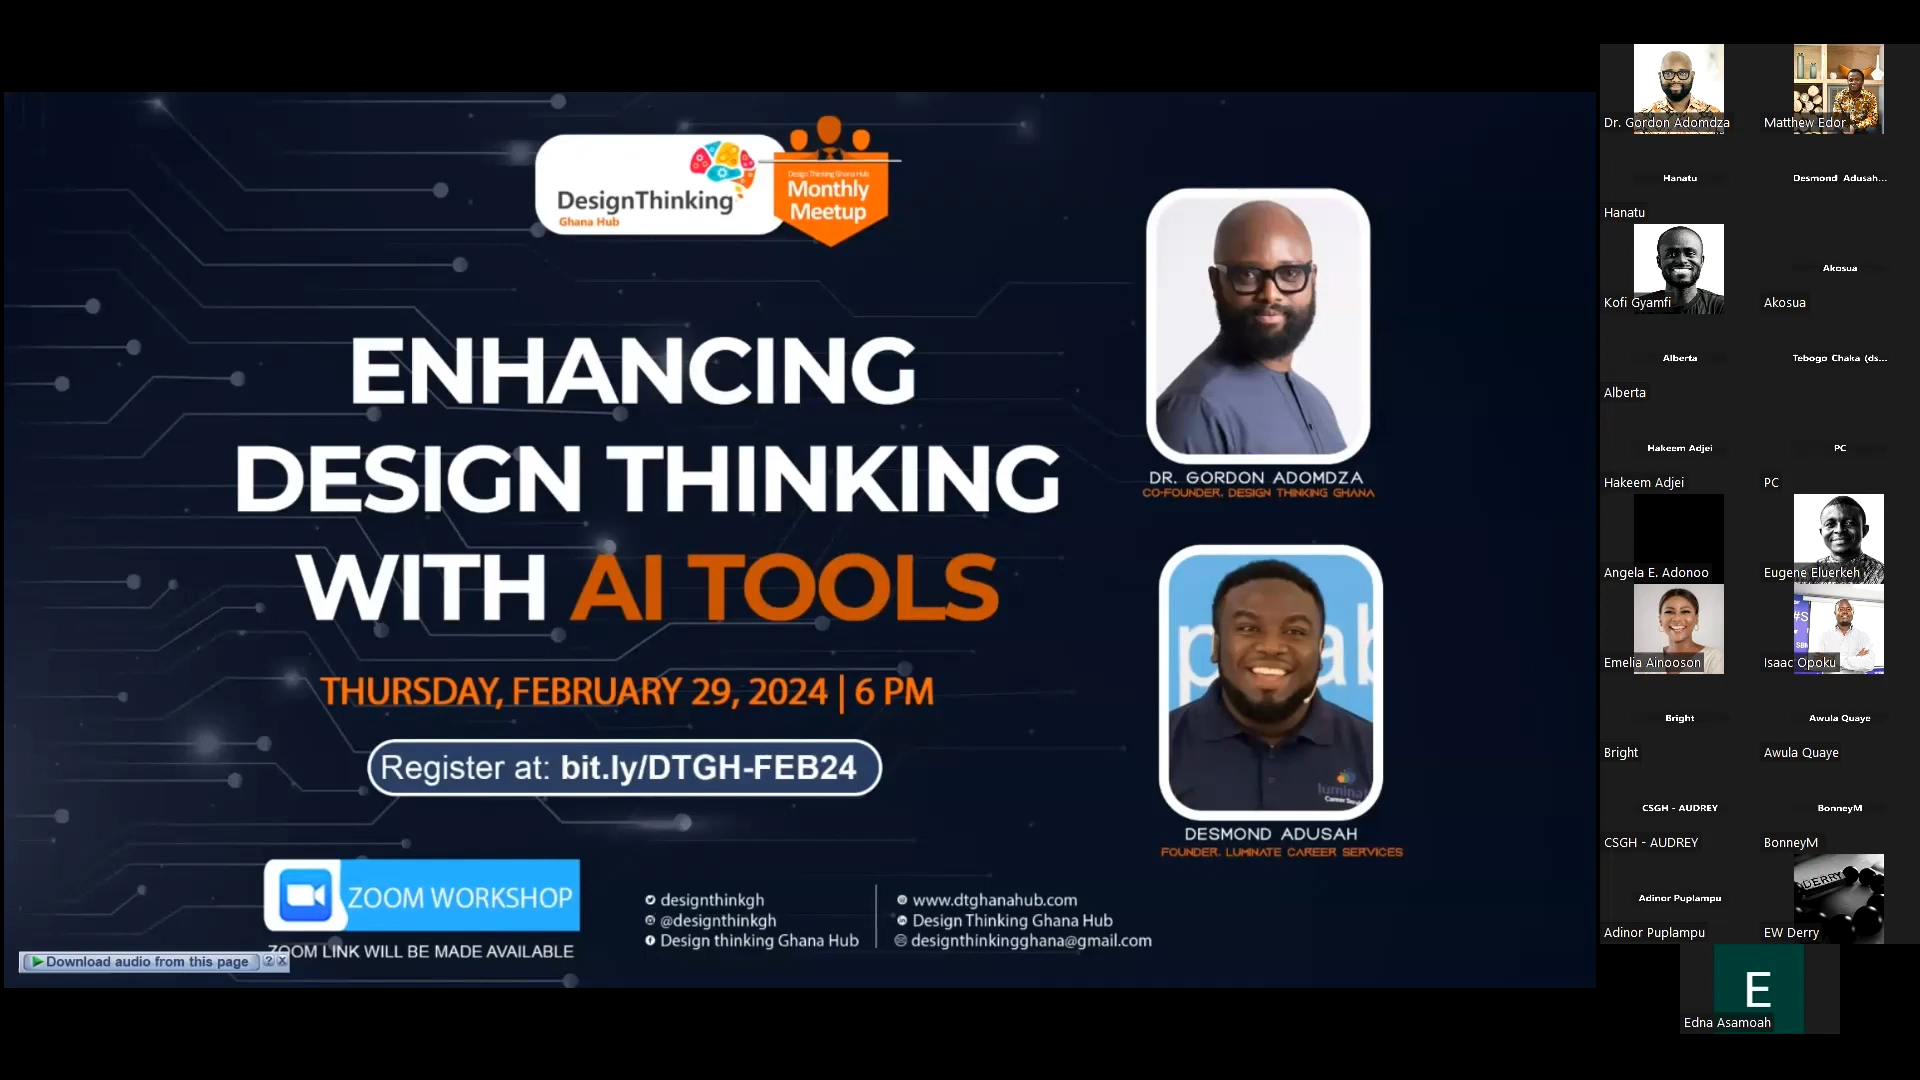 DesignThinking
Ghana Hub
Design Thinking Ghana Hub
Monthly
Meetup
ENHANCING
DESIGN THINKING
WITH AI TOOLS
THURSDAY, FEBRUARY 29, 2024 | 6 PM
Register at: bit.ly/DTGH-FEB24
ZOOM WORKSHOP
ZOOM LINK WILL BE MADE AVAILABLE
Download audio from this page
? X
designthinkgh
@designthinkgh
Design thinking Ghana Hub
www.dtghanahub.com
Design Thinking Ghana Hub
designthinkingghana@gmail.com
DR. GORDON ADOMDZA
CO-FOUNDER, DESIGN THINKING GHANA
DESMOND ADUSAH
FOUNDER, LUMINATE CAREER SERVICES
Dr. Gordon Adomdza
Matthew Edor
Hanatu
Hanatu
Desmond Adusah...
Kofi Gyamfi
Akosua
Akosua
Alberta
Alberta
Tebogo Chaka (ds...
Hakeem Adjei
Hakeem Adjei
PC
PC
Angela E. Adonoo
Eugene Eluerkeh
Emelia Ainooson
Isaac Opoku
Bright
Bright
Awula Quaye
Awula Quaye
CSGH - AUDREY
CSGH - AUDREY
BonneyM
BonneyM
Adinor Puplampu
Adinor Puplampu
DERRY
EW Derry
E
Edna Asamoah